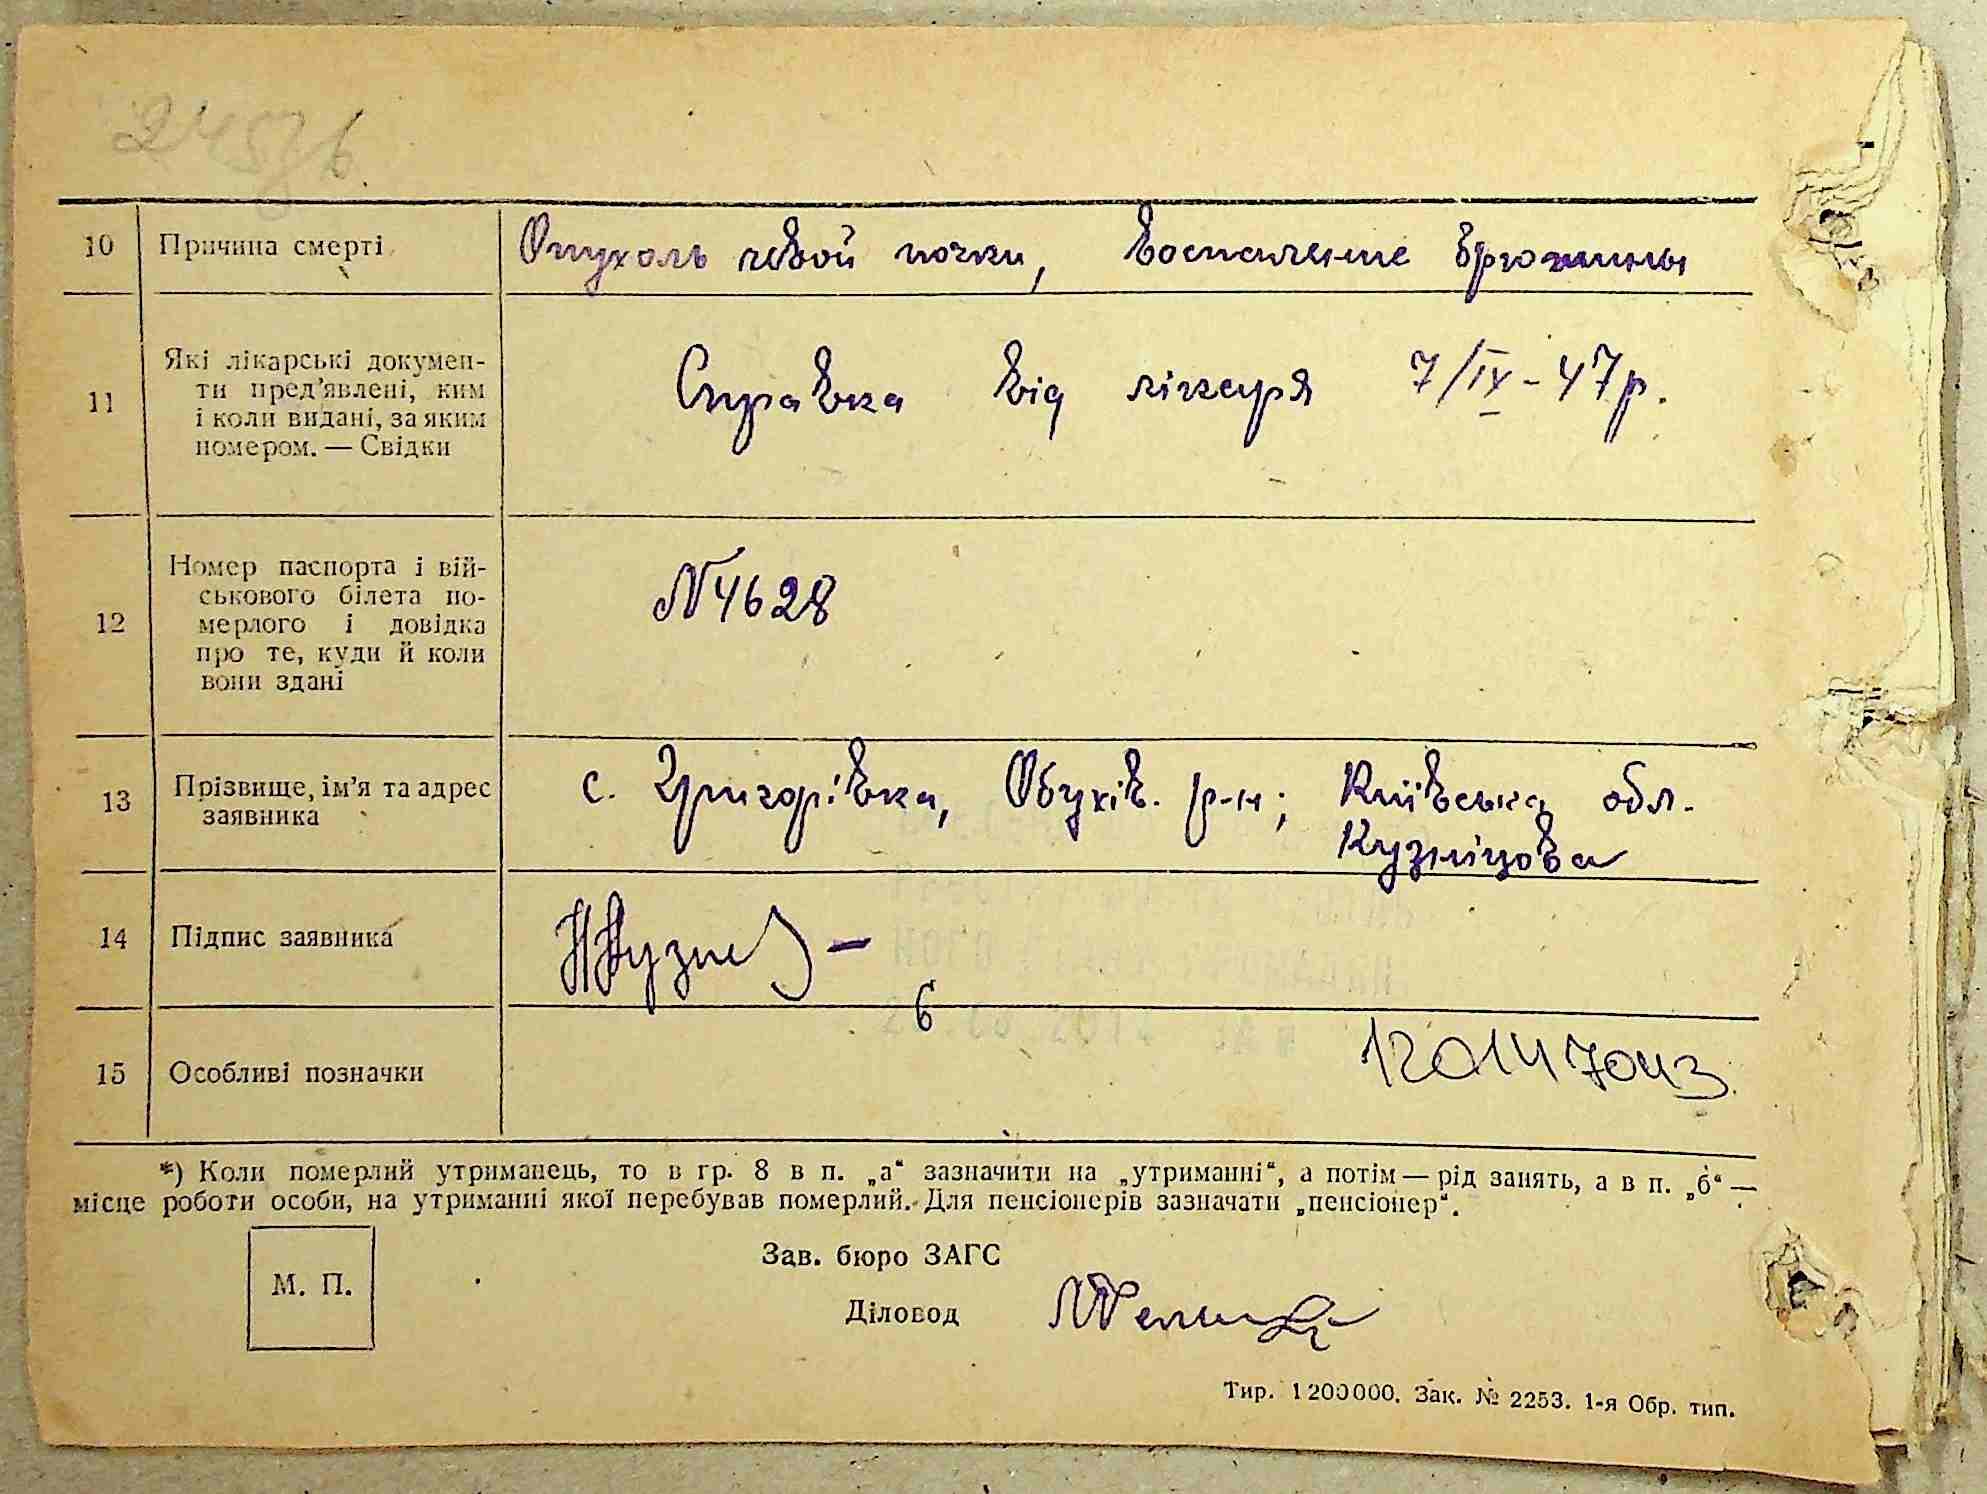 10 Причина смерті Опухоль левой почки, воспаление брюшины
11 Які лікарські докумен-
ти пред'явлені, ким
і коли видані, за яким
номером. — Свідки
Справка від лікаря 7/IX-47р.
12 Номер паспорта і вій-
ськового білета по-
мерлого і довідка
про те, куди й коли
вони здані
N4628
13 Прізвище, ім'я та адрес
заявника
с. Григорівка, Обухів. р-н; Київська обл.
Кузніцова
14 Підпис заявника
6
15 Особливі позначки
120147043
*) Коли померлий утриманець, то в гр. 8 в п. „а“ зазначити на „утриманні“, а потім — рід занять, а в п. „б“ —
місце роботи особи, на утриманні якої перебував померлий. Для пенсіонерів зазначати „пенсіонер“.
М. П.
Зав. бюро ЗАГС
Діловод
Тир. 1200000. Зак. № 2253. 1-я Обр. тип.